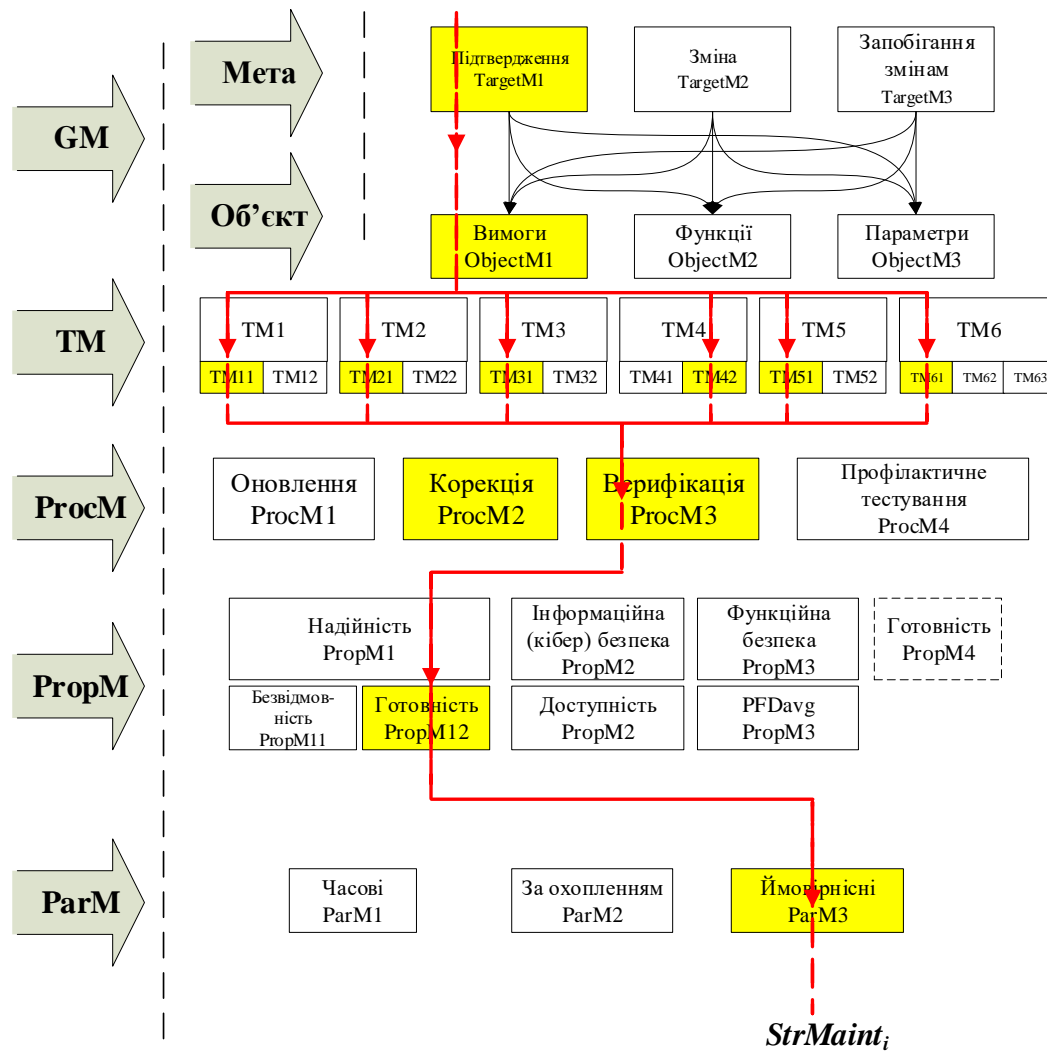 GM
Мета
Підтвердження
TargetM1
Зміна
TargetM2
Запобігання
змінам
TargetM3
Об’єкт
Вимоги
ObjectM1
Функції
ObjectM2
Параметри
ObjectM3
TM
TM1
TM2
TM3
TM4
TM5
TM6
TM11
TM12
TM21
TM22
TM31
TM32
TM41
TM42
TM51
TM52
TM61
TM62
TM63
ProcM
Оновлення
ProcM1
Корекція
ProcM2
Верифікація
ProcM3
Профілактичне
тестування
ProcM4
PropM
Надійність
PropM1
Інформаційна
(кібер) безпека
PropM2
Функційна
безпека
PropM3
Готовність
PropM4
Безвідмов-
ність
PropM11
Готовність
PropM12
Доступність
PropM2
PFDavg
PropM3
ParM
Часові
ParM1
За охопленням
ParM2
Ймовірнісні
ParM3
StrMaintᵢ